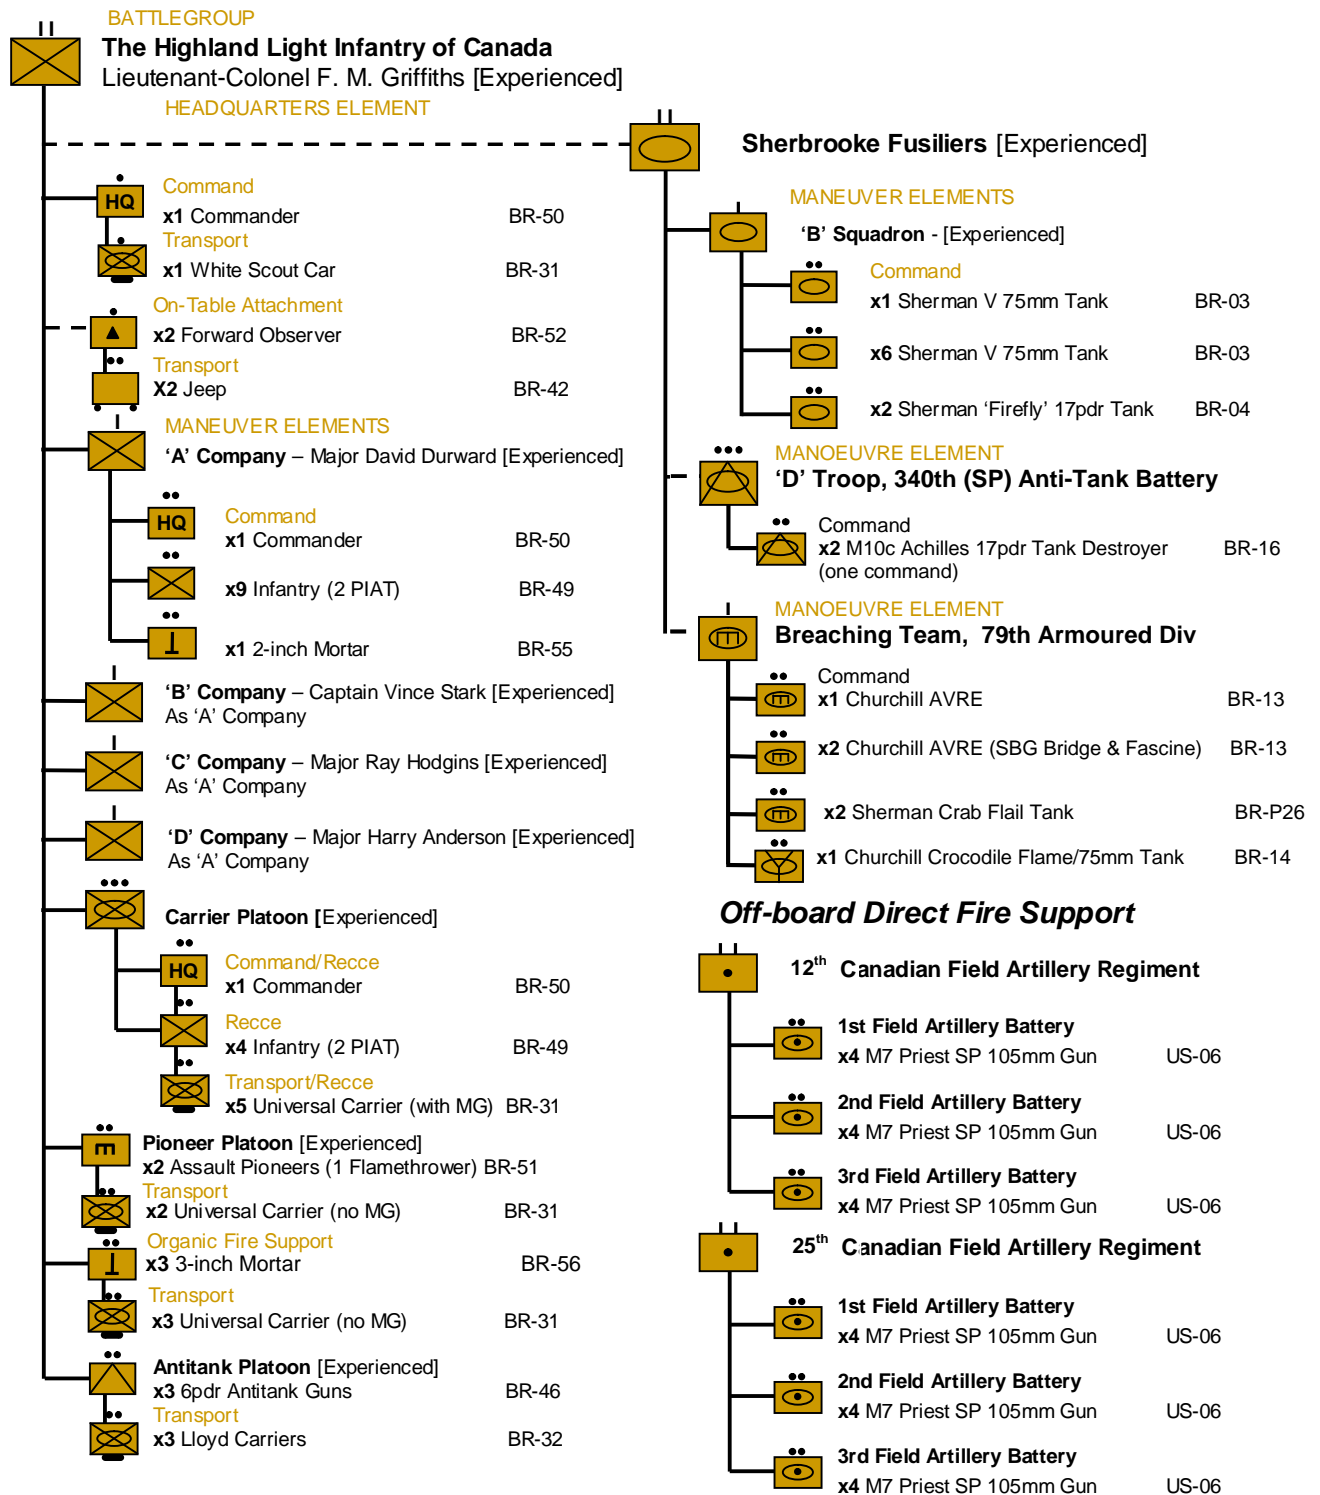 BATTLEGROUP
The Highland Light Infantry of Canada
Lieutenant-Colonel F. M. Griffiths [Experienced]
HEADQUARTERS ELEMENT
HQ
Command
x1 Commander BR-50
Transport
x1 White Scout Car BR-31
On-Table Attachment
x2 Forward Observer BR-52
Transport
X2 Jeep BR-42
MANEUVER ELEMENTS
‘A’ Company – Major David Durward [Experienced]
HQ
Command
x1 Commander BR-50
x9 Infantry (2 PIAT) BR-49
x1 2-inch Mortar BR-55
‘B’ Company – Captain Vince Stark [Experienced]
As ‘A’ Company
‘C’ Company – Major Ray Hodgins [Experienced]
As ‘A’ Company
‘D’ Company – Major Harry Anderson [Experienced]
As ‘A’ Company
Carrier Platoon [Experienced]
HQ
Command/Recce
x1 Commander BR-50
Recce
x4 Infantry (2 PIAT) BR-49
Transport/Recce
x5 Universal Carrier (with MG) BR-31
Pioneer Platoon [Experienced]
x2 Assault Pioneers (1 Flamethrower) BR-51
Transport
x2 Universal Carrier (no MG) BR-31
Organic Fire Support
x3 3-inch Mortar BR-56
Transport
x3 Universal Carrier (no MG) BR-31
Antitank Platoon [Experienced]
x3 6pdr Antitank Guns BR-46
Transport
x3 Lloyd Carriers BR-32
Sherbrooke Fusiliers [Experienced]
MANEUVER ELEMENTS
‘B’ Squadron - [Experienced]
Command
x1 Sherman V 75mm Tank BR-03
x6 Sherman V 75mm Tank BR-03
x2 Sherman ‘Firefly’ 17pdr Tank BR-04
MANOEUVRE ELEMENT
‘D’ Troop, 340th (SP) Anti-Tank Battery
Command
x2 M10c Achilles 17pdr Tank Destroyer BR-16
(one command)
MANOEUVRE ELEMENT
Breaching Team, 79th Armoured Div
Command
x1 Churchill AVRE BR-13
x2 Churchill AVRE (SBG Bridge & Fascine) BR-13
x2 Sherman Crab Flail Tank BR-P26
x1 Churchill Crocodile Flame/75mm Tank BR-14
Off-board Direct Fire Support
12th Canadian Field Artillery Regiment
1st Field Artillery Battery
x4 M7 Priest SP 105mm Gun US-06
2nd Field Artillery Battery
x4 M7 Priest SP 105mm Gun US-06
3rd Field Artillery Battery
x4 M7 Priest SP 105mm Gun US-06
25th Canadian Field Artillery Regiment
1st Field Artillery Battery
x4 M7 Priest SP 105mm Gun US-06
2nd Field Artillery Battery
x4 M7 Priest SP 105mm Gun US-06
3rd Field Artillery Battery
x4 M7 Priest SP 105mm Gun US-06